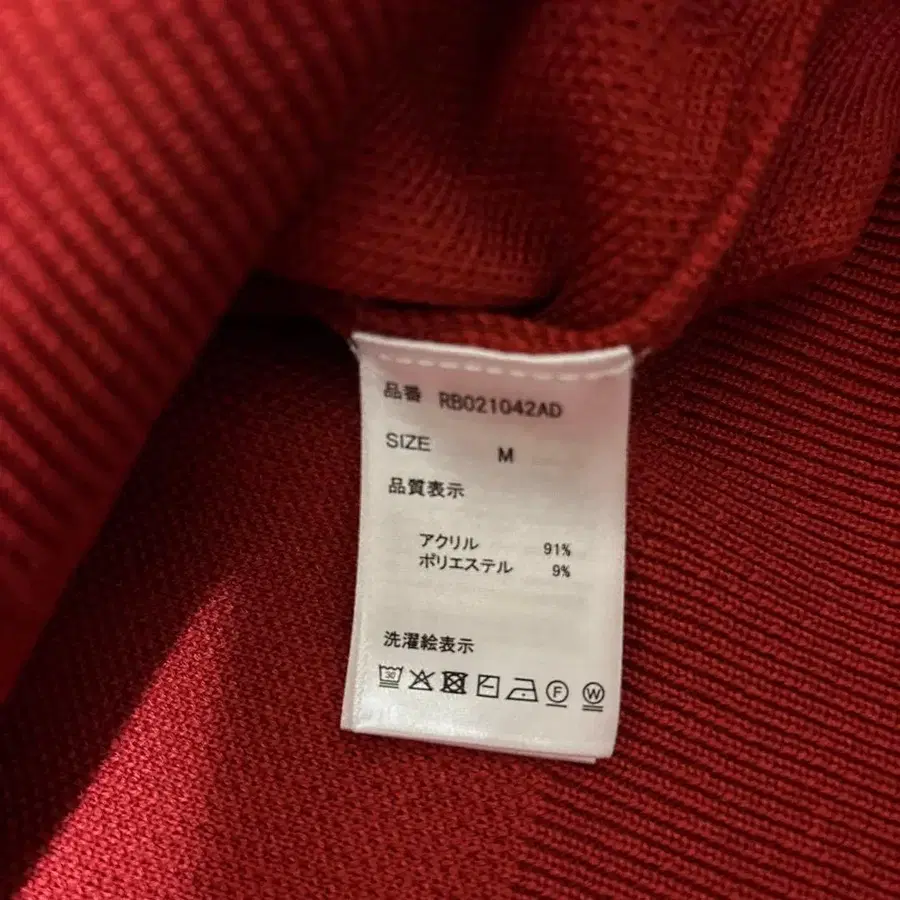 品番 RB021042AD
SIZE M
品質表示
アクリル 91%
ポリエステル 9%
洗濯絵表示
30 F W